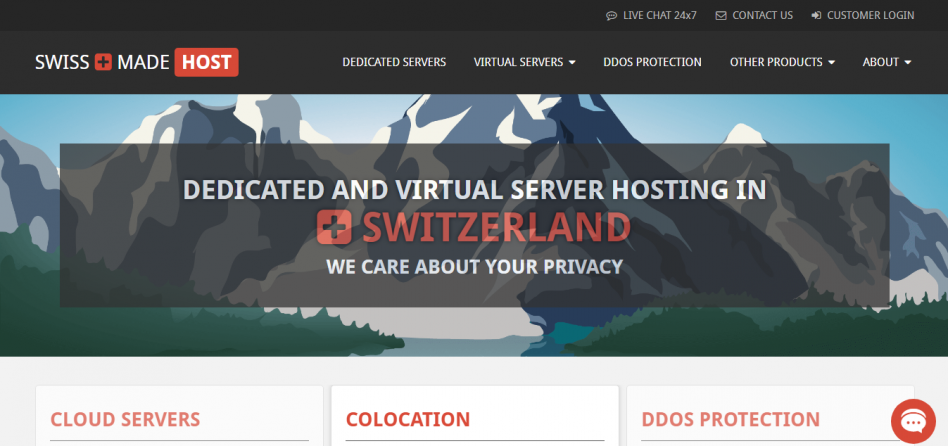 LIVE CHAT 24x7 CONTACT US CUSTOMER LOGIN
SWISS MADE HOST
DEDICATED SERVERS VIRTUAL SERVERS DDOS PROTECTION OTHER PRODUCTS ABOUT
DEDICATED AND VIRTUAL SERVER HOSTING IN
SWITZERLAND
WE CARE ABOUT YOUR PRIVACY
CLOUD SERVERS
COLOCATION
DDOS PROTECTION